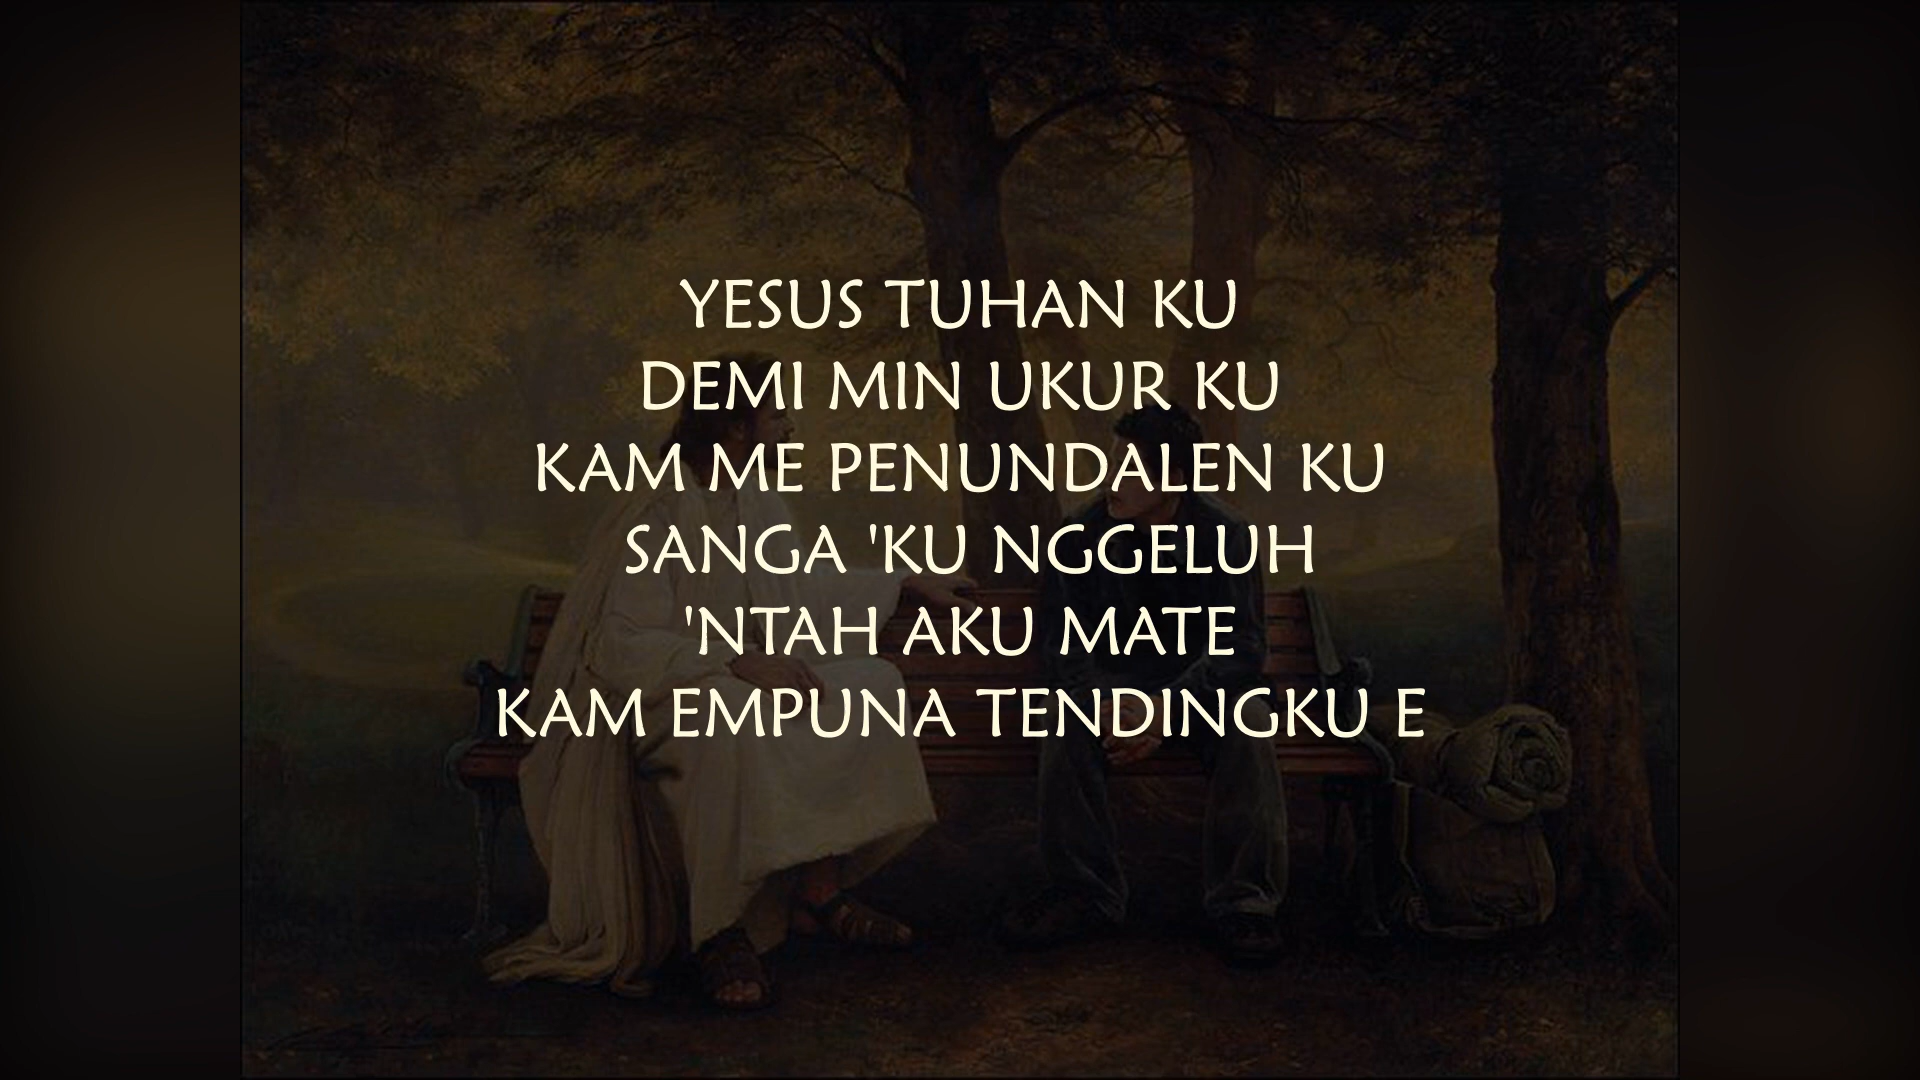 YESUS TUHAN KU
DEMI MIN UKUR KU
KAM ME PENUNDALEN KU
SANGA 'KU NGGELUH
'NTAH AKU MATE
KAM EMPUNA TENDINGKU E